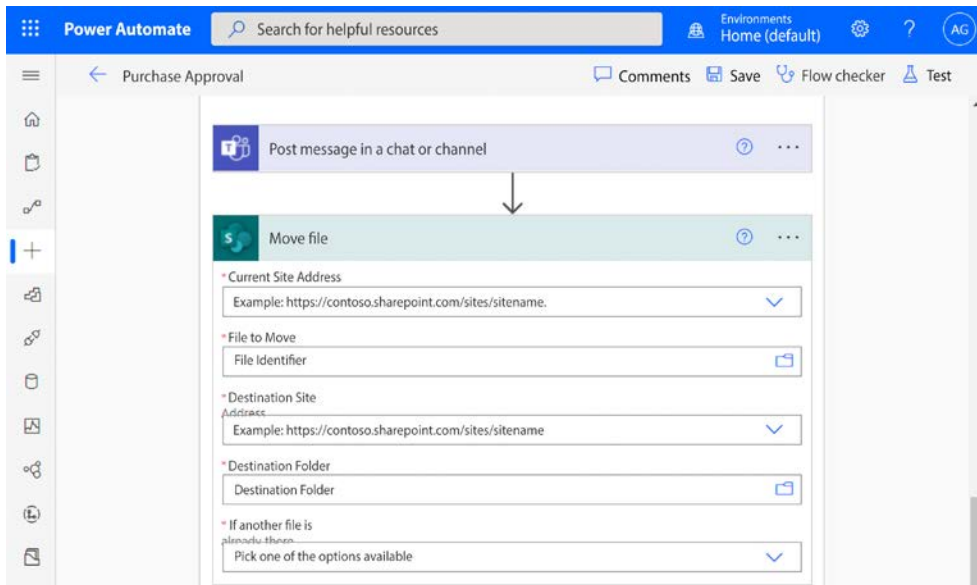 Power Automate
Search for helpful resources
Environments
Home (default)
?
AG
Purchase Approval
Comments
Save
Flow checker
Test
T
Post message in a chat or channel
?
...
S
Move file
?
...
* Current Site Address
Example: https://contoso.sharepoint.com/sites/sitename.
* File to Move
File Identifier
* Destination Site
Address
Example: https://contoso.sharepoint.com/sites/sitename
* Destination Folder
Destination Folder
* If another file is
already there
Pick one of the options available